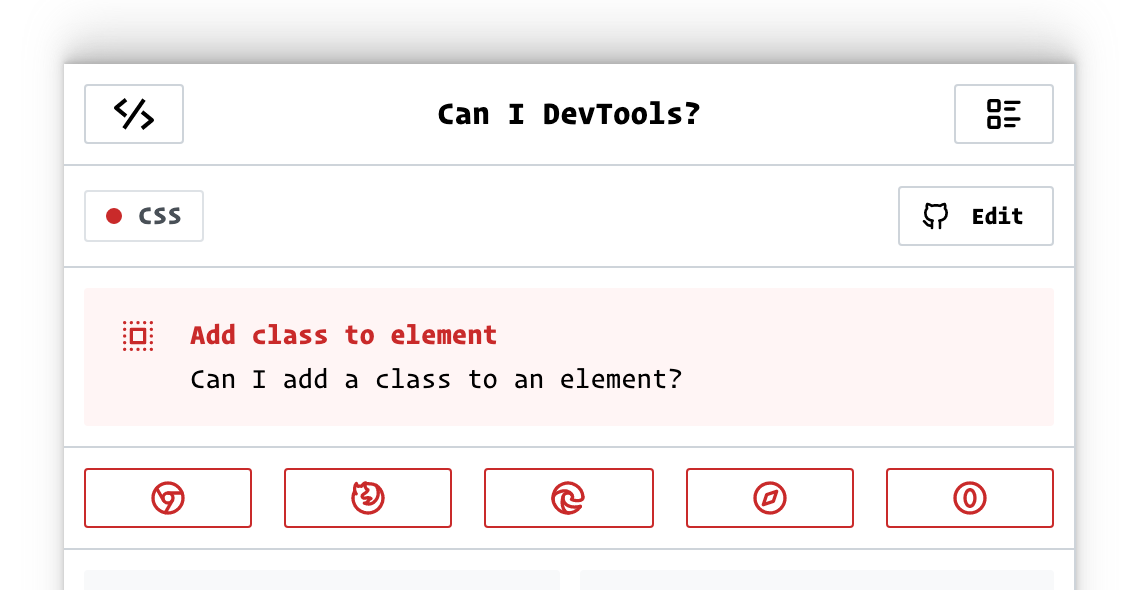 Can I DevTools?
CSS
Edit
Add class to element
Can I add a class to an element?